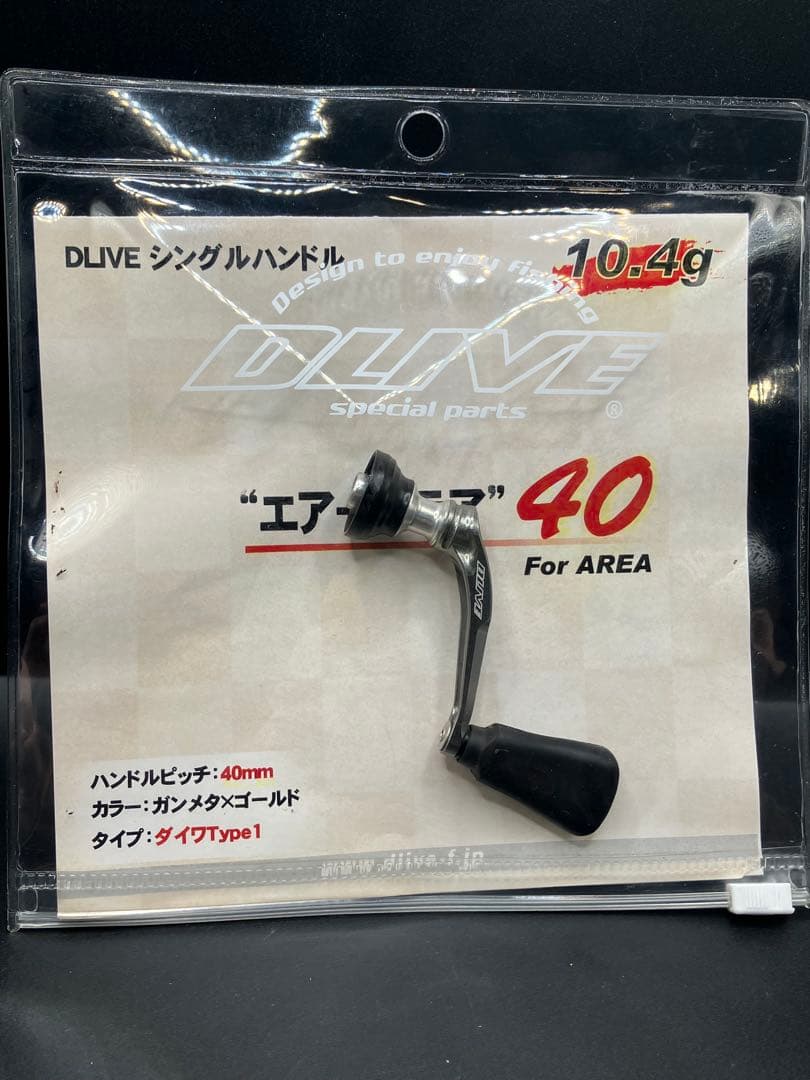 DLIVE シングルハンドル
10.4g
Design to enjoy fishing
DLIVE
special parts ®
40
For AREA
DLIVE
ハンドルピッチ:40mm
カラー:ガンメタ×ゴールド
タイプ:ダイワType1
www.dlive-f.jp